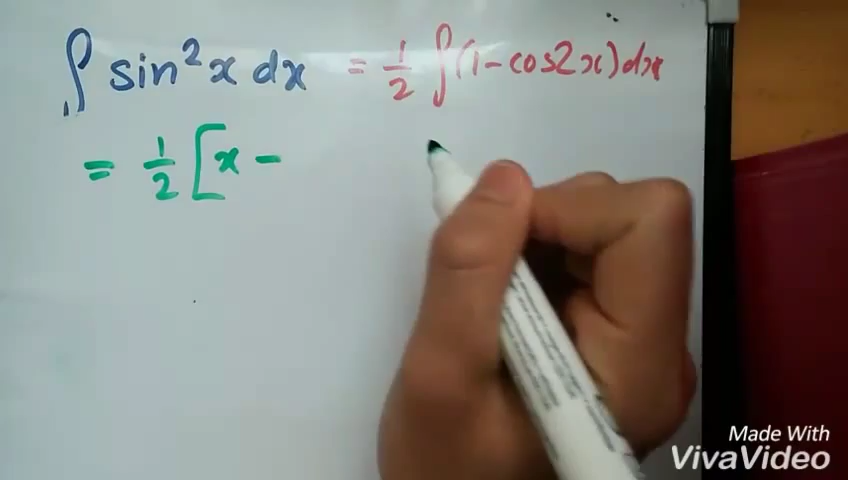 ∫ sin²x dx = 1/2 ∫(1-cos2x)dx
= 1/2 [x -
Made With
VivaVideo